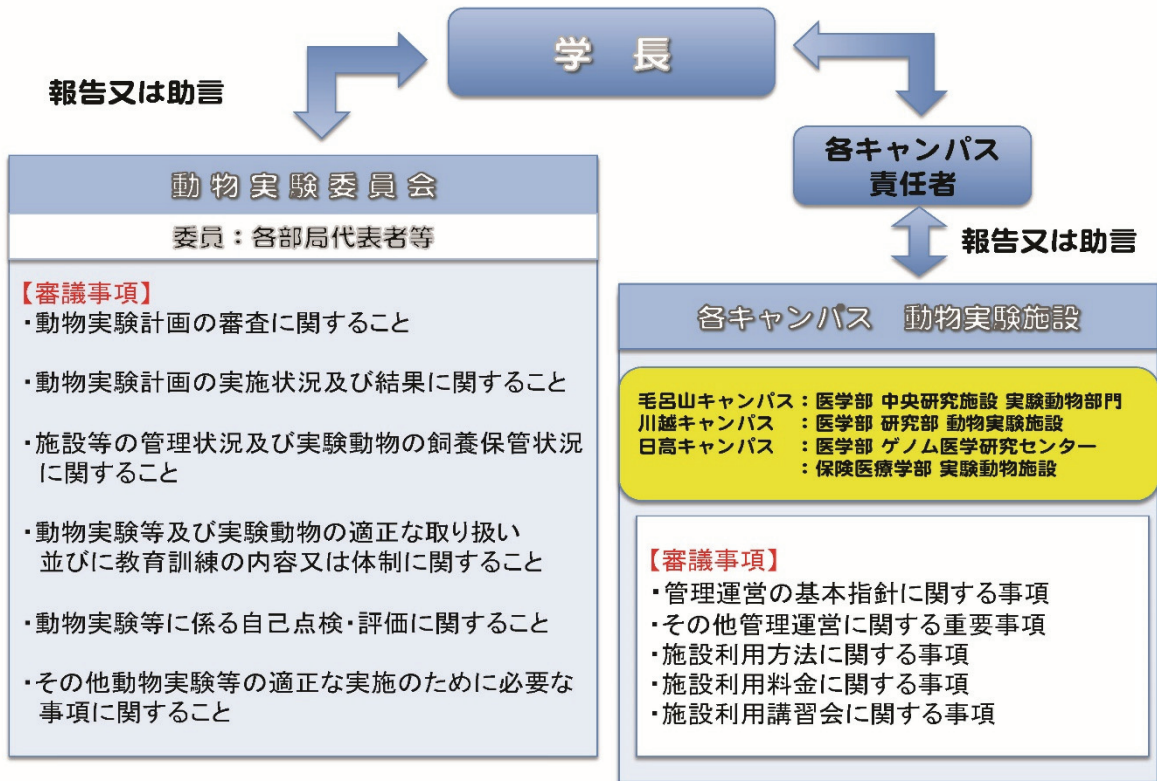 学 長
報告又は助言
動物実験委員会
委員：各部局代表者等
【審議事項】
・動物実験計画の審査に関すること
・動物実験計画の実施状況及び結果に関すること
・施設等の管理状況及び実験動物の飼養保管状況
に関すること
・動物実験等及び実験動物の適正な取り扱い
並びに教育訓練の内容又は体制に関すること
・動物実験等に係る自己点検・評価に関すること
・その他動物実験等の適正な実施のために必要な
事項に関すること
各キャンパス
責任者
報告又は助言
各キャンパス 動物実験施設
毛呂山キャンパス：医学部 中央研究施設 実験動物部門
川越キャンパス ：医学部 研究部 動物実験施設
日高キャンパス ：医学部 ゲノム医学研究センター
：保険医療学部 実験動物施設
【審議事項】
・管理運営の基本指針に関する事項
・その他管理運営に関する重要事項
・施設利用方法に関する事項
・施設利用料金に関する事項
・施設利用講習会に関する事項